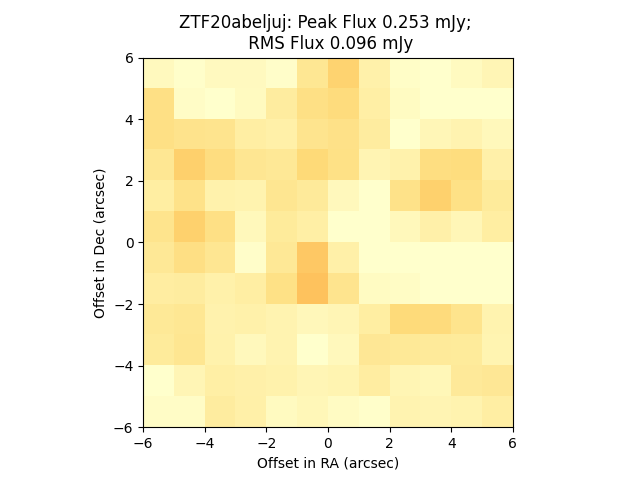 ZTF20abeljuj: Peak Flux 0.253 mJy;
RMS Flux 0.096 mJy
6
4
2
0
−2
−4
−6
Offset in Dec (arcsec)
−6 −4 −2 0 2 4 6
Offset in RA (arcsec)